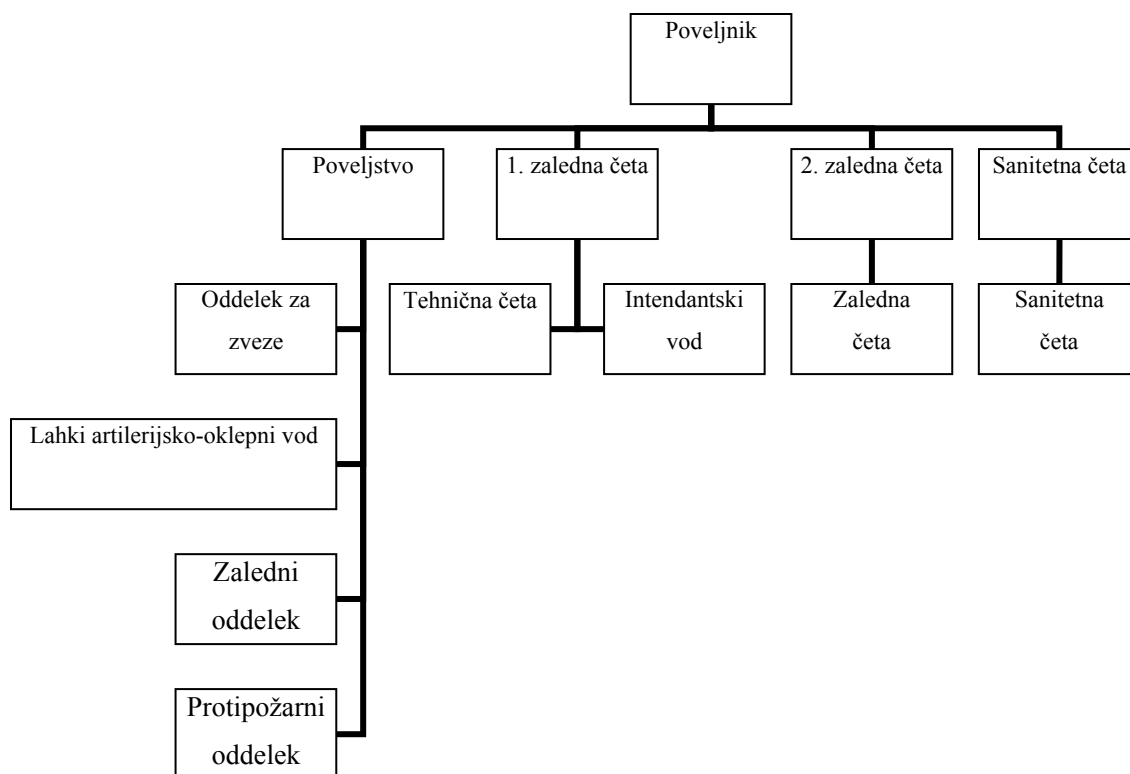 Poveljnik
Poveljstvo
1. zaledna četa
2. zaledna četa
Sanitetna četa
Oddelek za
zveze
Tehnična četa
Intendantski
vod
Zaledna
četa
Sanitetna
četa
Lahki artilerijsko-oklepni vod
Zaledni
oddelek
Protipožarni
oddelek